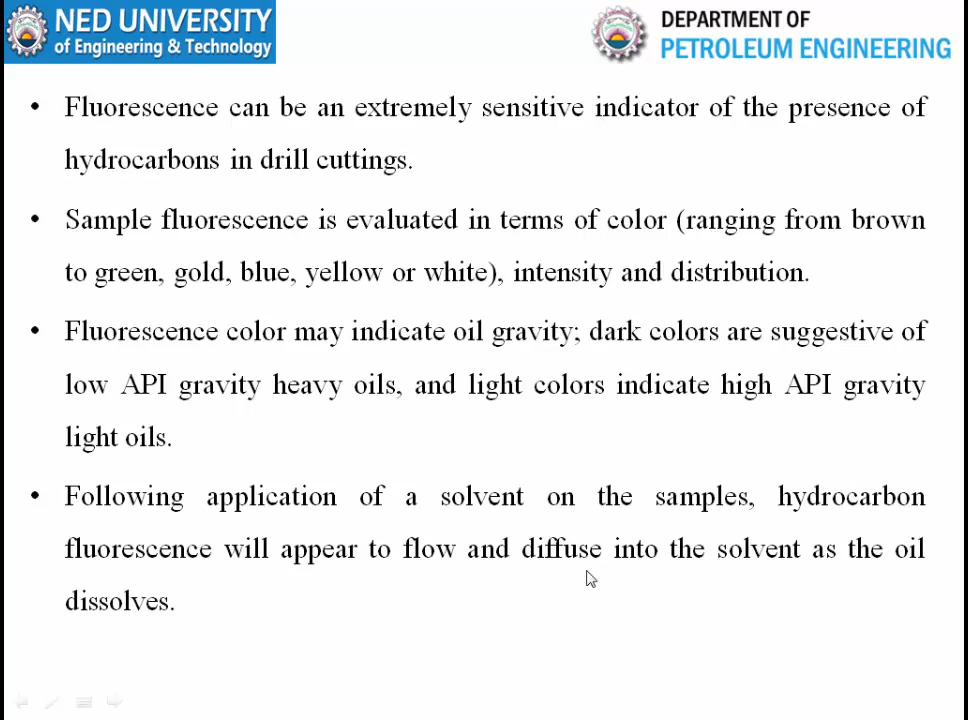 NED UNIVERSITY
of Engineering & Technology
DEPARTMENT OF
PETROLEUM ENGINEERING
• Fluorescence can be an extremely sensitive indicator of the presence of
hydrocarbons in drill cuttings.
• Sample fluorescence is evaluated in terms of color (ranging from brown
to green, gold, blue, yellow or white), intensity and distribution.
• Fluorescence color may indicate oil gravity; dark colors are suggestive of
low API gravity heavy oils, and light colors indicate high API gravity
light oils.
• Following application of a solvent on the samples, hydrocarbon
fluorescence will appear to flow and diffuse into the solvent as the oil
dissolves.